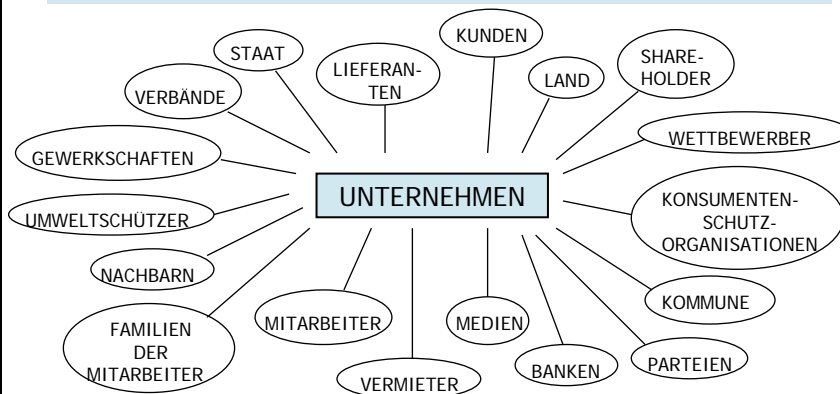 KUNDEN
STAAT
LIEFERAN-
TEN
SHARE-
HOLDER
LAND
VERBÄNDE
WETTBEWERBER
GEWERKSCHAFTEN
UNTERNEHMEN
KONSUMENTEN-
SCHUTZ-
ORGANISATIONEN
UMWELTSCHÜTZER
NACHBARN
KOMMUNE
FAMILIEN
DER
MITARBEITER
MITARBEITER
MEDIEN
VERMIETER
BANKEN
PARTEIEN